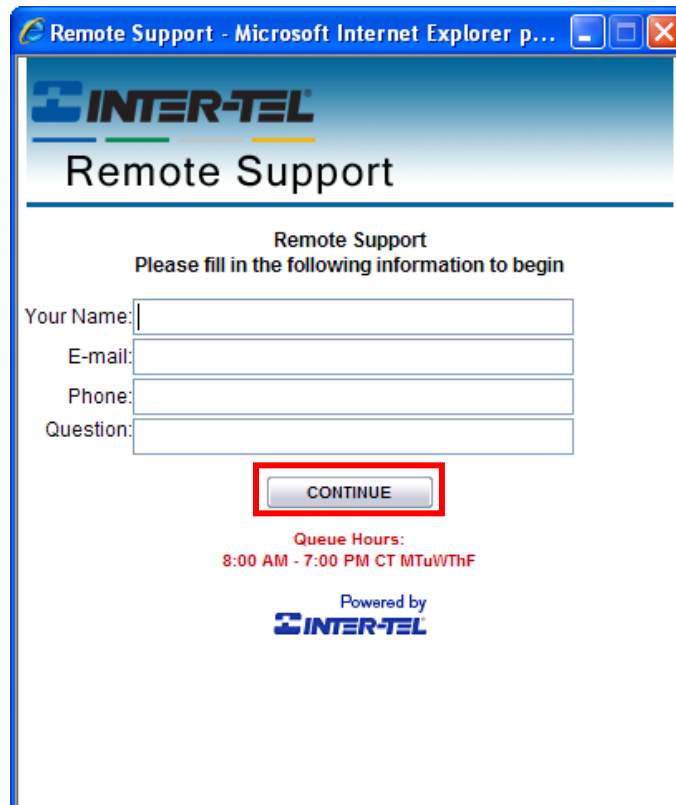 Remote Support - Microsoft Internet Explorer p...
INTER-TEL
Remote Support
Remote Support
Please fill in the following information to begin
Your Name:
E-mail:
Phone:
Question:
CONTINUE
Queue Hours:
8:00 AM - 7:00 PM CT MTuWThF
Powered by
INTER-TEL